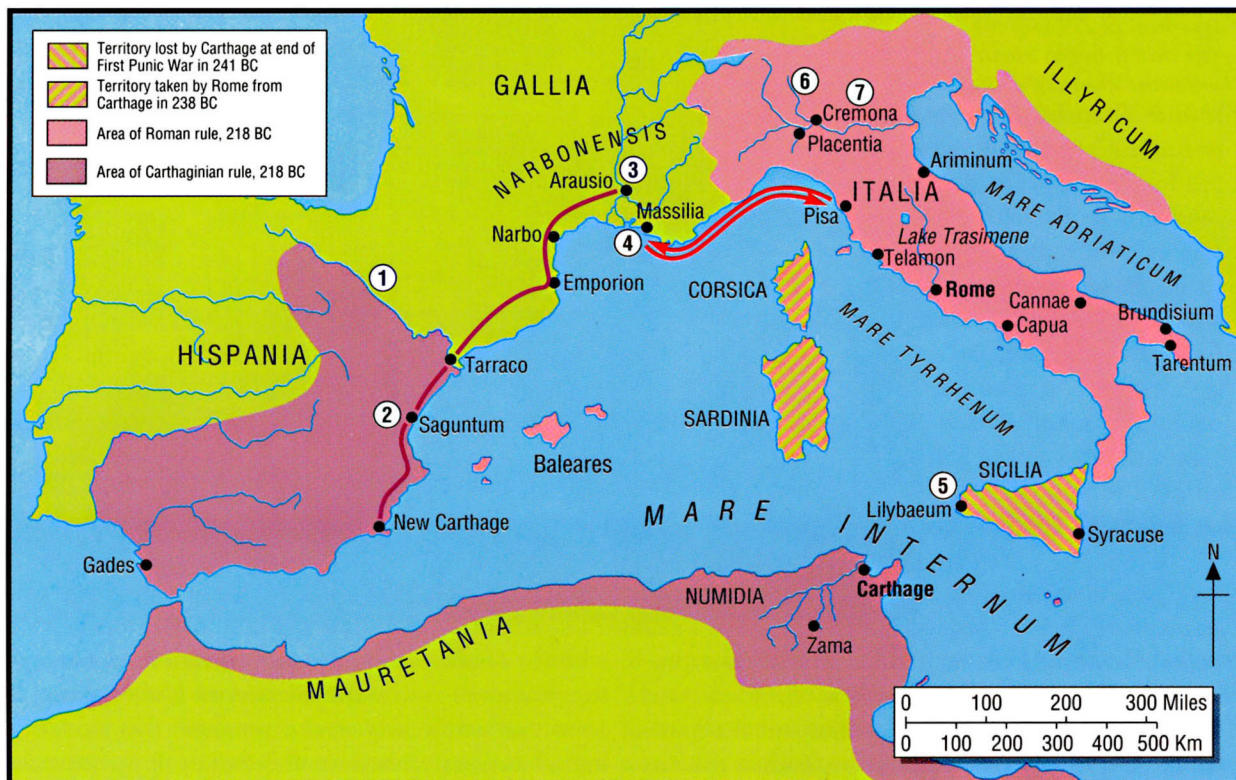 Territory lost by Carthage at end of
First Punic War in 241 BC
Territory taken by Rome from
Carthage in 238 BC
Area of Roman rule, 218 BC
Area of Carthaginian rule, 218 BC
GALLIA
NARBONENSIS
ILLYRICUM
6
7
Cremona
Placentia
3
Arausio
Massilia
4
Narbo
Emporion
Ariminum
ITALIA
Pisa
MARE ADRIATICUM
Lake Trasimene
Telamon
Rome
CORSICA
Cannae
Capua
Brundisium
Tarentum
1
HISPANIA
Tarraco
MARE TYRRHENUM
SARDINIA
2
Saguntum
Baleares
SICILIA
5
Lilybaeum
Syracuse
New Carthage
Gades
MARE INTERNUM
NUMIDIA
Carthage
Zama
MAURETANIA
N
0 100 200 300 Miles
0 100 200 300 400 500 Km